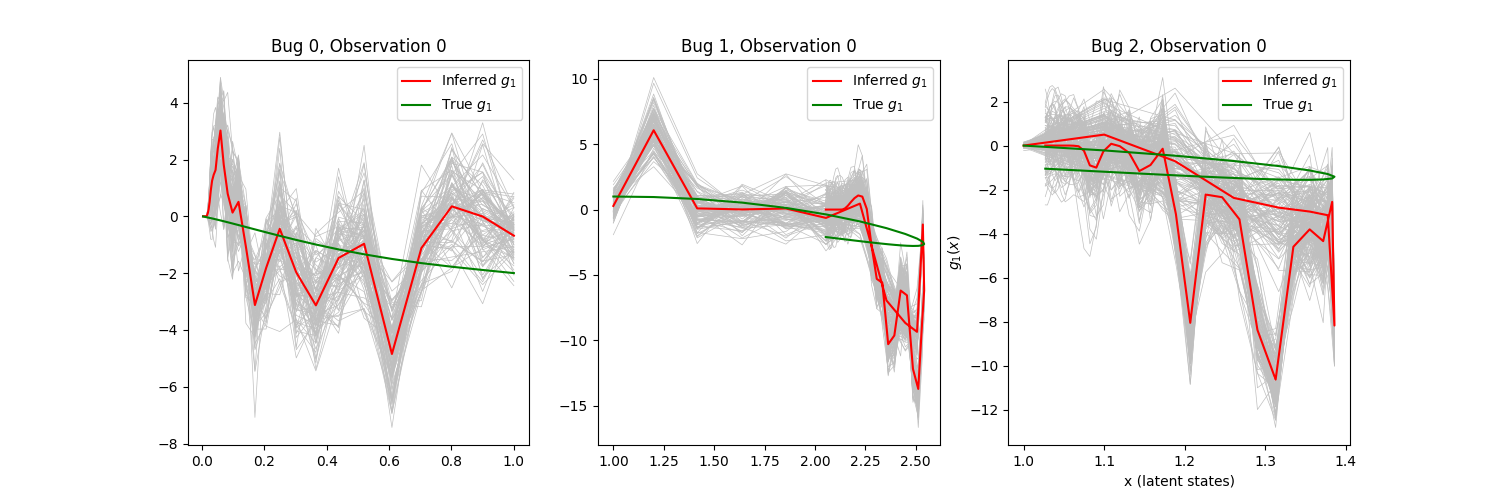 Bug 0, Observation 0
Inferred g₁
True g₁
4
2
0
−2
−4
−6
−8
0.0 0.2 0.4 0.6 0.8 1.0
Bug 1, Observation 0
Inferred g₁
True g₁
10
5
0
−5
−10
−15
1.00 1.25 1.50 1.75 2.00 2.25 2.50
Bug 2, Observation 0
Inferred g₁
True g₁
g₁(x)
2
0
−2
−4
−6
−8
−10
−12
1.0 1.1 1.2 1.3 1.4
x (latent states)